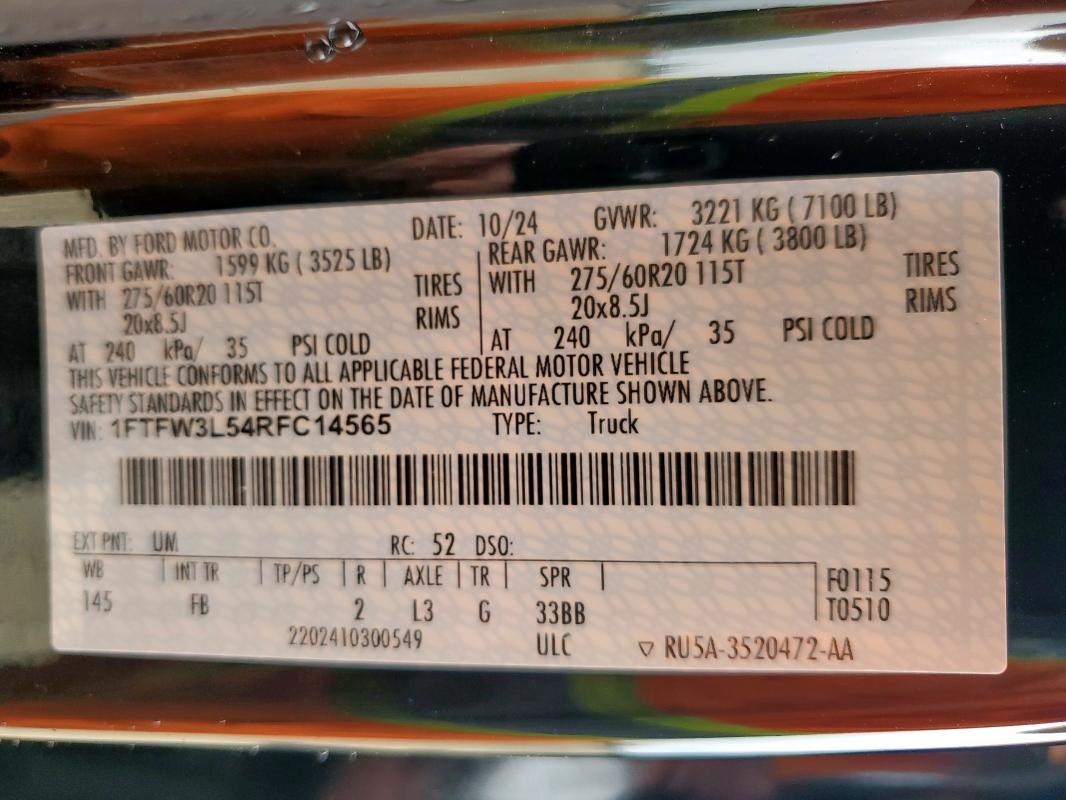 MFD. BY FORD MOTOR CO. DATE: 10/24 GVWR: 3221 KG ( 7100 LB)
FRONT GAWR: 1599 KG ( 3525 LB) REAR GAWR: 1724 KG ( 3800 LB)
WITH 275/60R20 115T TIRES WITH 275/60R20 115T TIRES
20x8.5J RIMS 20x8.5J RIMS
AT 240 kPa/ 35 PSI COLD AT 240 kPa/ 35 PSI COLD
THIS VEHICLE CONFORMS TO ALL APPLICABLE FEDERAL MOTOR VEHICLE
SAFETY STANDARDS IN EFFECT ON THE DATE OF MANUFACTURE SHOWN ABOVE.
VIN: 1FTFW3L54RFC14565 TYPE: Truck
EXT PNT: UM RC: 52 DSO:
WB INT TR TP/PS R AXLE TR SPR F0115
145 FB 2 L3 G 33BB T0510
2202410300549 ULC ▽ RU5A-3520472-AA